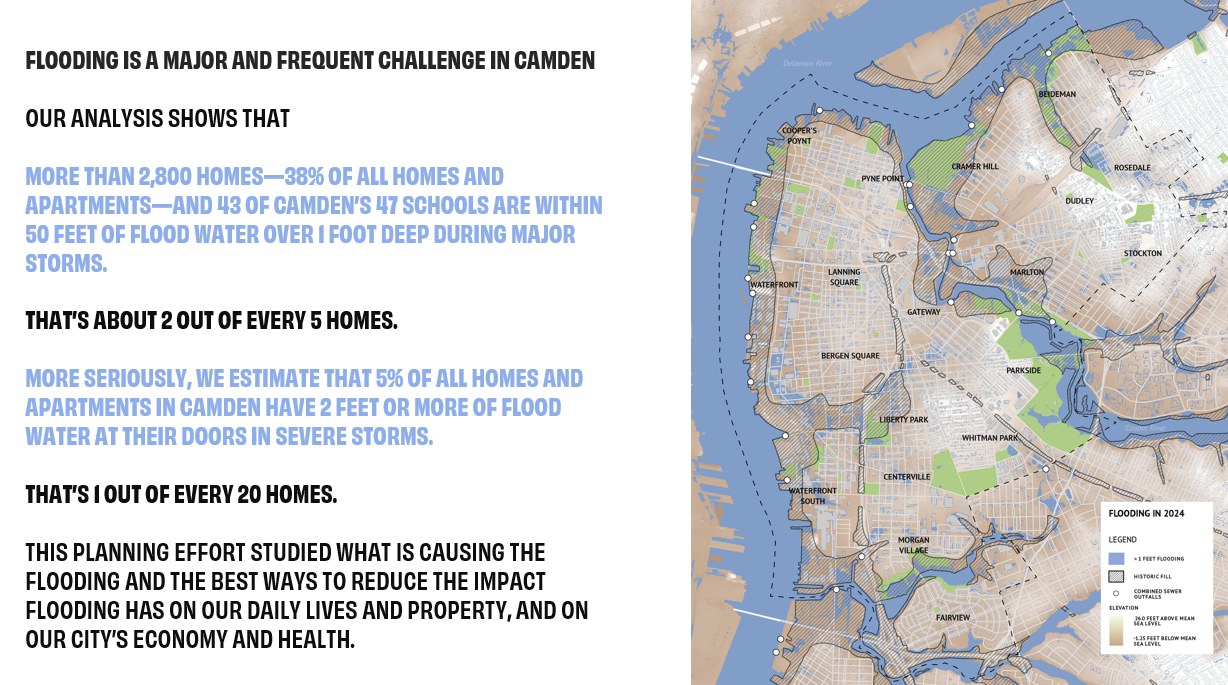 FLOODING IS A MAJOR AND FREQUENT CHALLENGE IN CAMDEN
OUR ANALYSIS SHOWS THAT
MORE THAN 2,800 HOMES—38% OF ALL HOMES AND
APARTMENTS—AND 43 OF CAMDEN'S 47 SCHOOLS ARE WITHIN
50 FEET OF FLOOD WATER OVER 1 FOOT DEEP DURING MAJOR
STORMS.
THAT'S ABOUT 2 OUT OF EVERY 5 HOMES.
MORE SERIOUSLY, WE ESTIMATE THAT 5% OF ALL HOMES AND
APARTMENTS IN CAMDEN HAVE 2 FEET OR MORE OF FLOOD
WATER AT THEIR DOORS IN SEVERE STORMS.
THAT'S 1 OUT OF EVERY 20 HOMES.
THIS PLANNING EFFORT STUDIED WHAT IS CAUSING THE
FLOODING AND THE BEST WAYS TO REDUCE THE IMPACT
FLOODING HAS ON OUR DAILY LIVES AND PROPERTY, AND ON
OUR CITY'S ECONOMY AND HEALTH.
Delaware River
BEIDEMAN
COOPER'S
POYNT
CRAMER HILL
ROSEDALE
PYNE POINT
DUDLEY
STOCKTON
LANNING
SQUARE
MARLTON
WATERFRONT
GATEWAY
BERGEN SQUARE
PARKSIDE
LIBERTY PARK
Cooper River
WHITMAN PARK
CENTERVILLE
WATERFRONT
SOUTH
MORGAN
VILLAGE
FAIRVIEW
FLOODING IN 2024
LEGEND
> 1 FEET FLOODING
HISTORIC FILL
COMBINED SEWER
OUTFALLS
ELEVATION
26.0 FEET ABOVE MEAN
SEA LEVEL
-1.25 FEET BELOW MEAN
SEA LEVEL